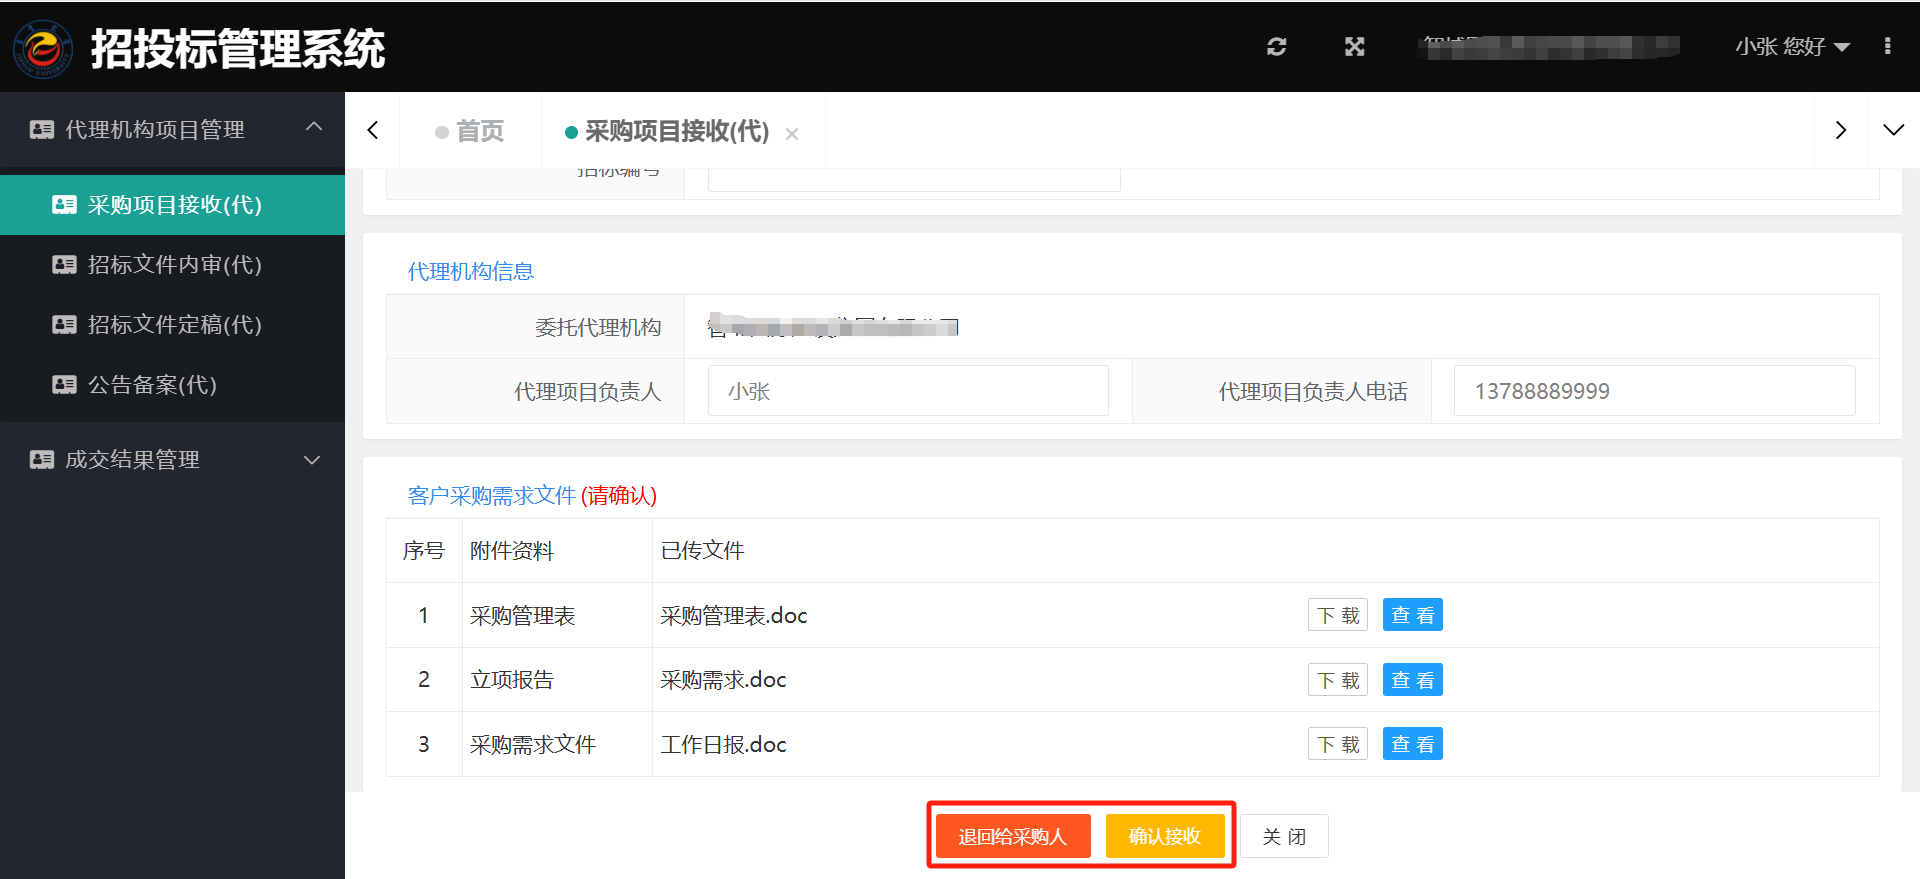 招投标管理系统
小张 您好
代理机构项目管理
采购项目接收(代)
招标文件内审(代)
招标文件定稿(代)
公告备案(代)
成交结果管理
首页
采购项目接收(代)
招标编号
代理机构信息
委托代理机构
代理项目负责人 小张 代理项目负责人电话 13788889999
客户采购需求文件 (请确认)
序号 附件资料 已传文件
1 采购管理表 采购管理表.doc 下 载 查 看
2 立项报告 采购需求.doc 下 载 查 看
3 采购需求文件 工作日报.doc 下 载 查 看
退回给采购人 确认接收 关 闭